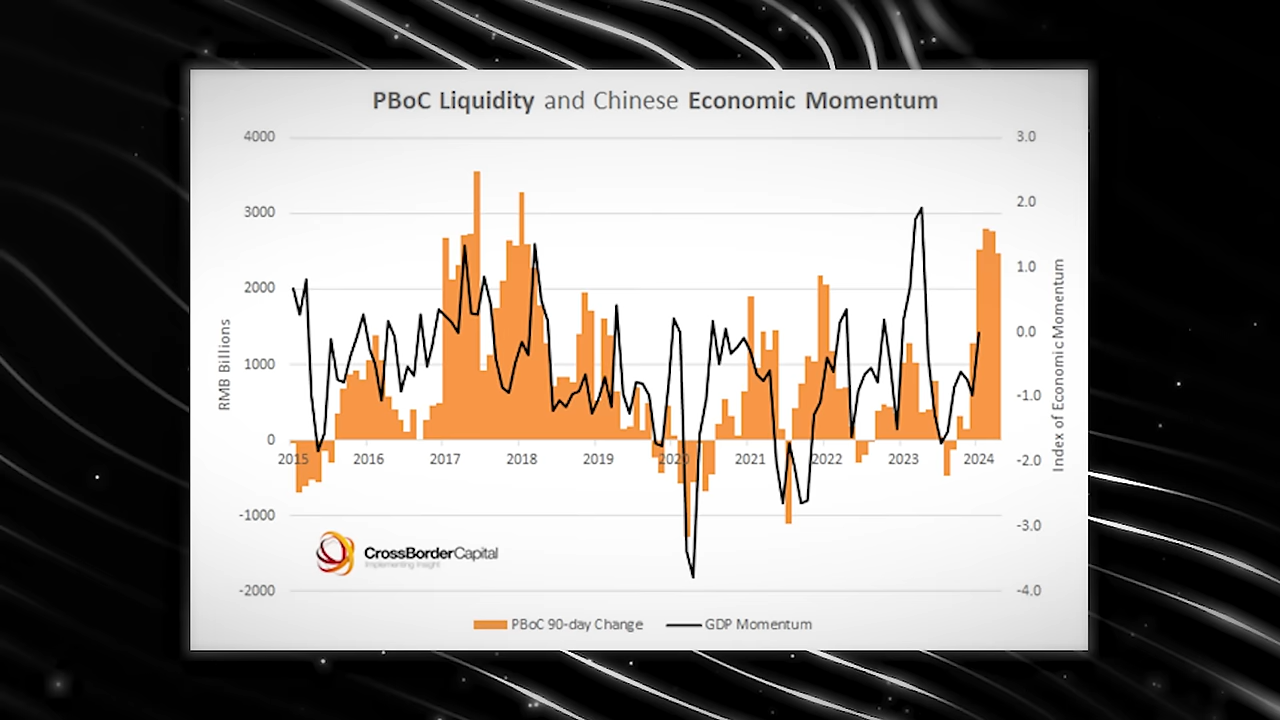 PBoC Liquidity and Chinese Economic Momentum
4000
3000
2000
1000
0
-1000
-2000
RMB Billions
3.0
2.0
1.0
0.0
-1.0
-2.0
-3.0
-4.0
Index of Economic Momentum
2015 2016 2017 2018 2019 2020 2021 2022 2023 2024
CrossBorderCapital
Implementing Insight
PBoC 90-day Change GDP Momentum